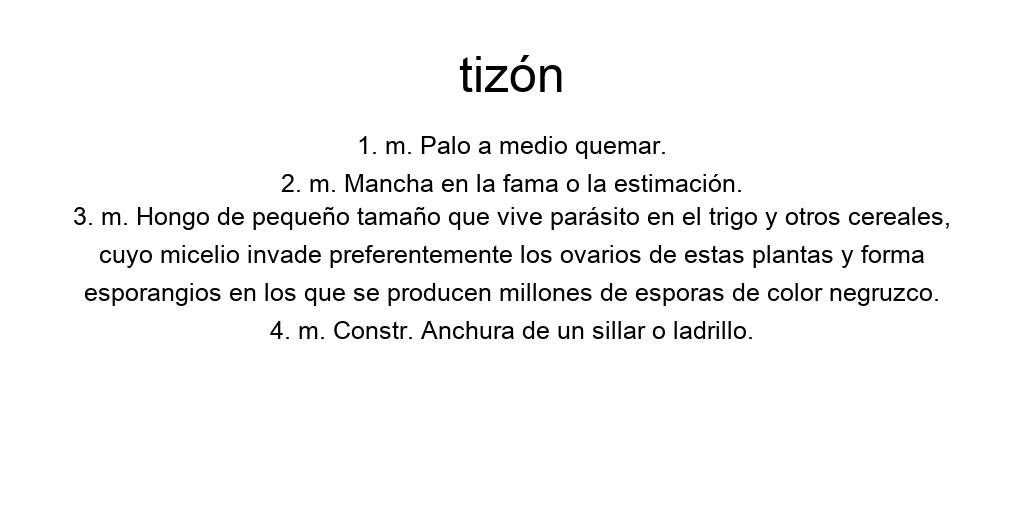 tizón
1. m. Palo a medio quemar.
2. m. Mancha en la fama o la estimación.
3. m. Hongo de pequeño tamaño que vive parásito en el trigo y otros cereales,
cuyo micelio invade preferentemente los ovarios de estas plantas y forma
esporangios en los que se producen millones de esporas de color negruzco.
4. m. Constr. Anchura de un sillar o ladrillo.